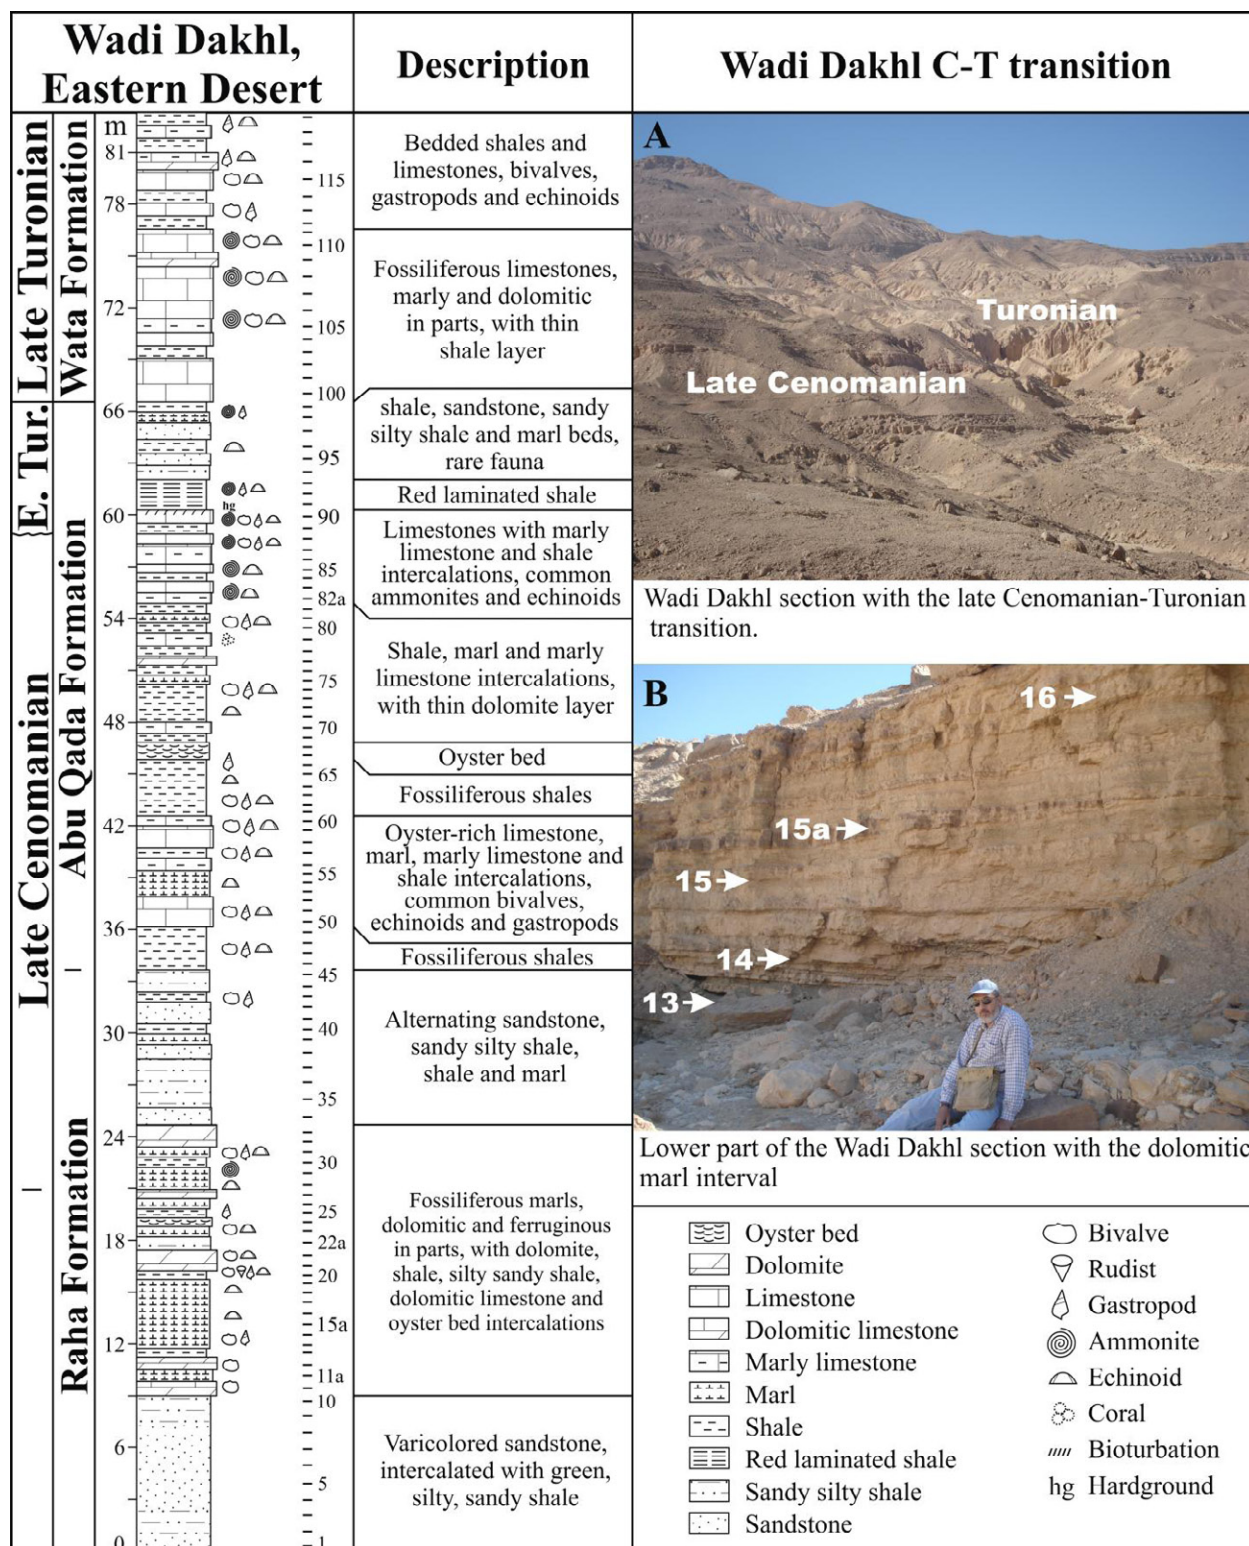 Wadi Dakhl,
Eastern Desert
Description
Wadi Dakhl C-T transition
Late Turonian
E. Tur.
Late Cenomanian
Wata Formation
Abu Qada Formation
Raha Formation
m
81
78
72
66
60
54
48
42
36
30
24
18
12
6
0
hg
115
110
105
100
95
90
85
82a
80
75
70
65
60
55
50
45
40
35
30
25
22a
20
15a
11a
10
5
1
Bedded shales and
limestones, bivalves,
gastropods and echinoids
Fossiliferous limestones,
marly and dolomitic
in parts, with thin
shale layer
shale, sandstone, sandy
silty shale and marl beds,
rare fauna
Red laminated shale
Limestones with marly
limestone and shale
intercalations, common
ammonites and echinoids
Shale, marl and marly
limestone intercalations,
with thin dolomite layer
Oyster bed
Fossiliferous shales
Oyster-rich limestone,
marl, marly limestone and
shale intercalations,
common bivalves,
echinoids and gastropods
Fossiliferous shales
Alternating sandstone,
sandy silty shale,
shale and marl
Fossiliferous marls,
dolomitic and ferruginous
in parts, with dolomite,
shale, silty sandy shale,
dolomitic limestone and
oyster bed intercalations
Varicolored sandstone,
intercalated with green,
silty, sandy shale
A
Turonian
Late Cenomanian
Wadi Dakhl section with the late Cenomanian-Turonian
transition.
B
16
15a
15
14
13
Lower part of the Wadi Dakhl section with the dolomitic
marl interval
Oyster bed
Dolomite
Limestone
Dolomitic limestone
Marly limestone
Marl
Shale
Red laminated shale
Sandy silty shale
Sandstone
Bivalve
Rudist
Gastropod
Ammonite
Echinoid
Coral
Bioturbation
hg Hardground